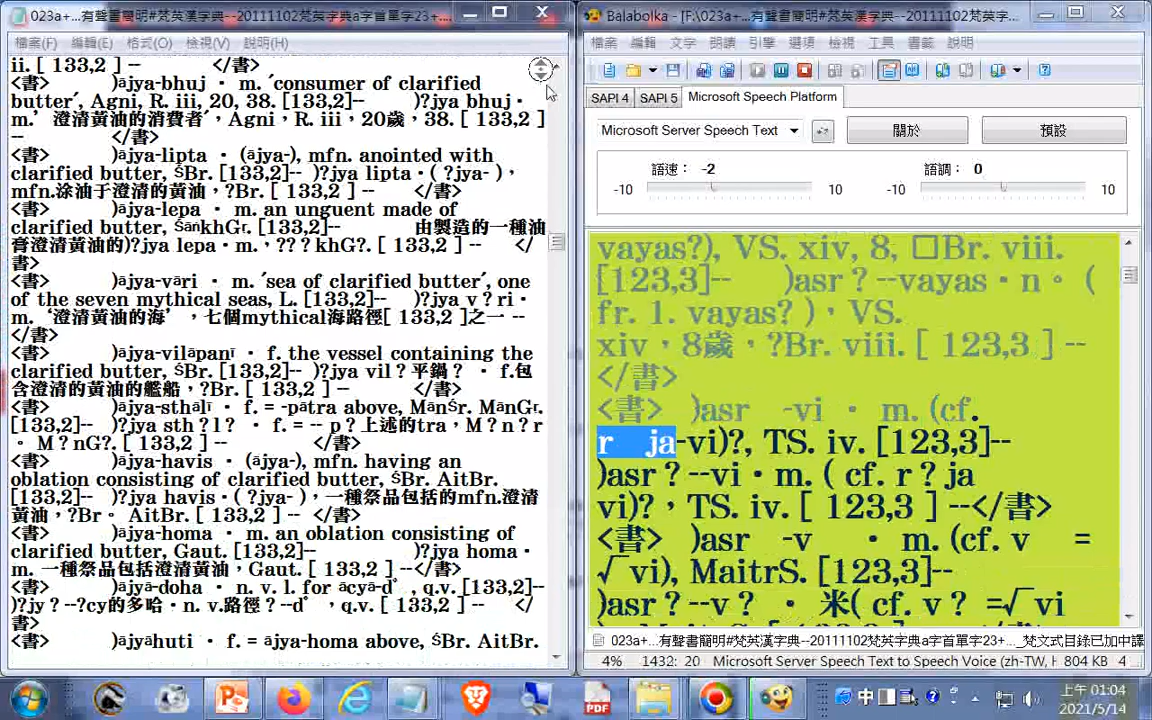 023a+...有聲書簡明#梵英漢字典--20111102梵英字典a字首單字23+...
檔案(F) 編輯(E) 格式(O) 檢視(V) 說明(H)
ii. [ 133,2 ] </書>
<書> )ājya-bhuj · m. ´consumer of clarified
butter´, Agni, R. iii, 20, 38. [133,2]-- )?jya bhuj·
m.′澄清黃油的消費者′, Agni,R. iii,20歲,38. [ 133,2 ]
-- </書>
<書> )ājya-lipta · (ājya-), mfn. anointed with
clarified butter, ŚBr. [133,2]-- )?jya lipta·( ?jya- ),
mfn.涂油于澄清的黃油,?Br. [ 133,2 ] -- </書>
<書> )ājya-lepa · m. an unguent made of
clarified butter, ŚāṅkhGṛ. [133,2]-- 由製造的一種油
膏澄清黃油的)?jya lepa·m.,???khG?. [ 133,2 ] -- </
書>
<書> )ājya-vāri · m. ´sea of clarified butter´, one
of the seven mythical seas, L. [133,2]-- )?jya v?ri·
m.‘澄清黃油的海’,七個mythical海路徑[ 133,2 ]之一 --
</書>
<書> )ājya-vilāpanī · f. the vessel containing the
clarified butter, ŚBr. [133,2]-- )?jya vil?平鍋? · f.包
含澄清的黃油的艦船,?Br. [ 133,2 ] -- </書>
<書> )ājya-sthālī · f. = -pātra above, MānŚr. MānGṛ.
[133,2]-- )?jya sth?l? · f. = -- p?上述的tra,M?n?r
。M?nG?. [ 133,2 ] -- </書>
<書> )ājya-havis · (ājya-), mfn. having an
oblation consisting of clarified butter, ŚBr. AitBr.
[133,2]-- )?jya havis·( ?jya- ),一種祭品包括的mfn.澄清
黃油,?Br。AitBr. [ 133,2 ] -- </書>
<書> )ājya-homa · m. an oblation consisting of
clarified butter, Gaut. [133,2]-- )?jya homa·
m. 一種祭品包括澄清黃油,Gaut. [ 133,2 ] --</書>
<書> )ājya-doha · n. v. l. for ācyā-d˚, q.v. [133,2]--
)?jy?--?cy的多哈·n. v.路徑?--d˚,q.v. [ 133,2 ] -- </
書>
<書> )ājyāhuti · f. = ājya-homa above, ŚBr. AitBr.
Balabolka - [F:\023a+...有聲書簡明#梵英漢字典--20111102梵英字...
檔案 編輯 文字 朗讀 引擎 選項 檢視 工具 書籤 說明
SAPI 4 SAPI 5 Microsoft Speech Platform
Microsoft Server Speech Text 關於 預設
語速: -2 語調: 0
-10 10 -10 10
vayas?), VS. xiv, 8, □Br. viii.
[123,3]-- )asr?--vayas·n。(
fr. 1. vayas?),VS.
xiv,8歲,?Br. viii. [ 123,3 ] --
</書>
<書> )asr -vi · m. (cf.
r ja-vi)?, TS. iv. [123,3]--
)asr?--vi·m. ( cf. r?ja
vi)?,TS. iv. [ 123,3 ] --</書>
<書> )asr -v · m. (cf. v =
√vi), MaitrS. [123,3]--
)asr?--v? · 米( cf. v? =√vi
023a+...有聲書簡明#梵英漢字典--20111102梵英字典a字首單字23+..._梵文式目錄已加中譯
4% 1432: 20 Microsoft Server Speech Text to Speech Voice (zh-TW, H 804 KB 4
中
上午 01:04
2021/5/14